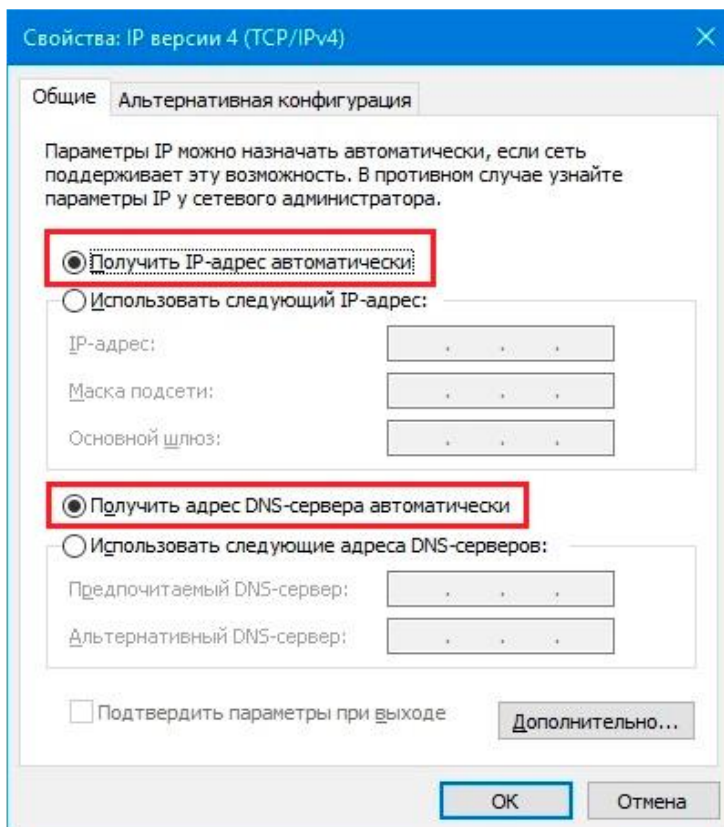 Свойства: IP версии 4 (TCP/IPv4)
Общие
Альтернативная конфигурация
Параметры IP можно назначать автоматически, если сеть
поддерживает эту возможность. В противном случае узнайте
параметры IP у сетевого администратора.
Получить IP-адрес автоматически
Использовать следующий IP-адрес:
IP-адрес:
Маска подсети:
Основной шлюз:
Получить адрес DNS-сервера автоматически
Использовать следующие адреса DNS-серверов:
Предпочитаемый DNS-сервер:
Альтернативный DNS-сервер:
Подтвердить параметры при выходе
Дополнительно...
ОК
Отмена